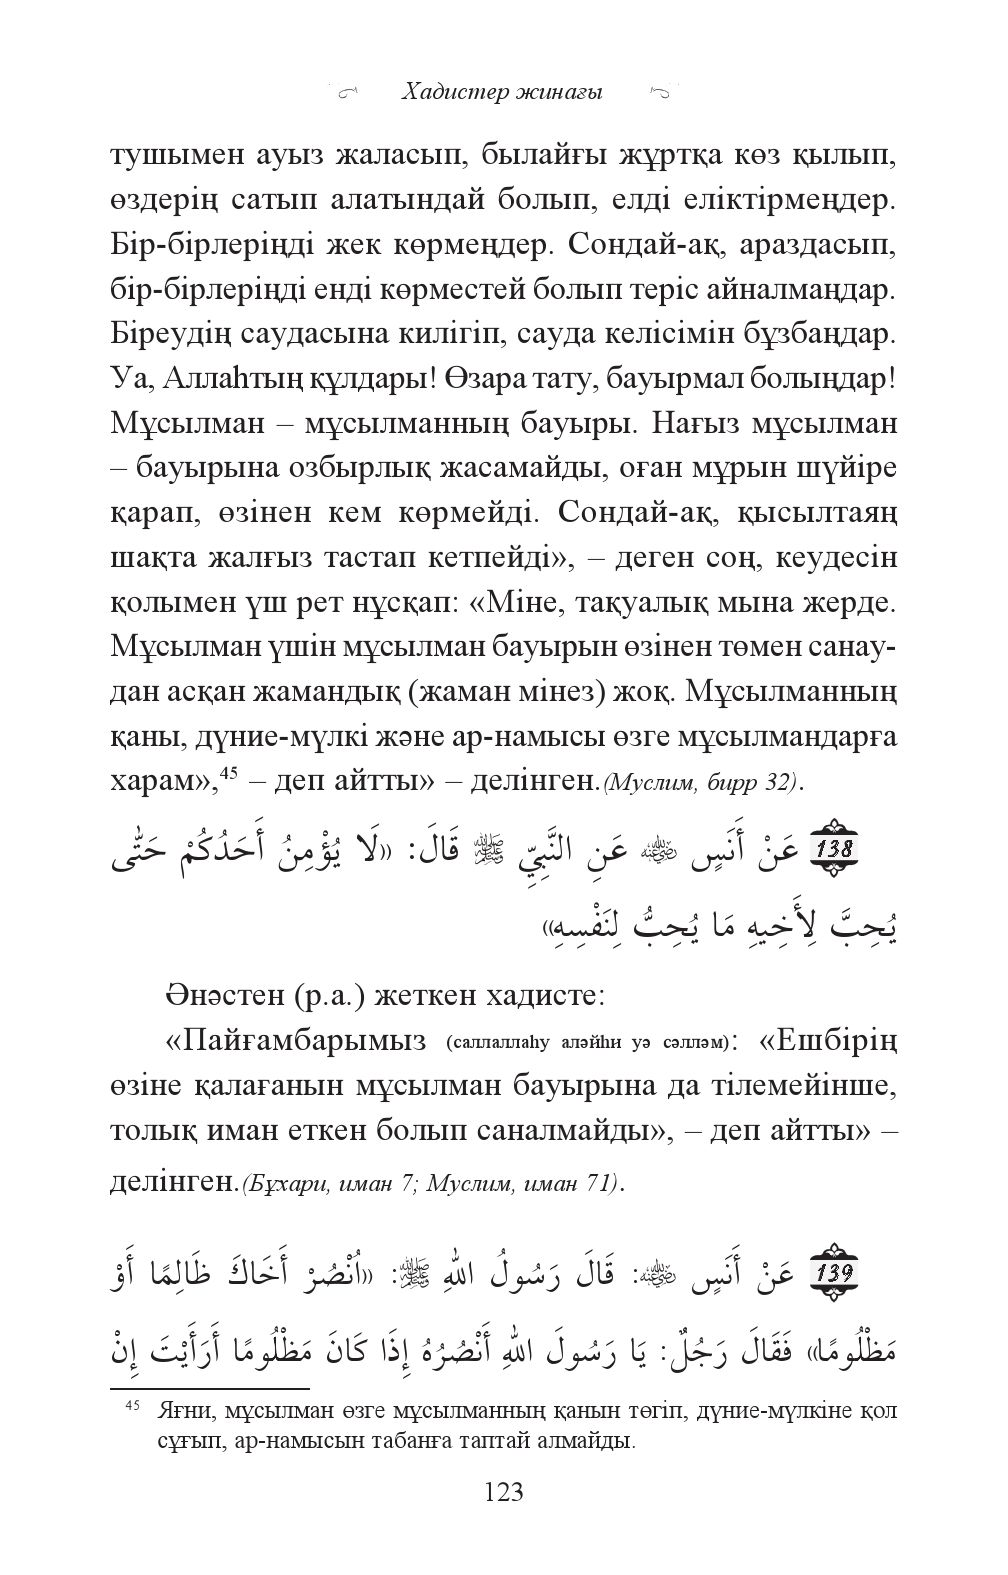 Хадистер жинағы
тушымен ауыз жаласып, былайғы жұртқа көз қылып,
өздерің сатып алатындай болып, елді еліктірмеңдер.
Бір-бірлеріңді жек көрмеңдер. Сондай-ақ, араздасып,
бір-бірлеріңді енді көрместей болып теріс айналмаңдар.
Біреудің саудасына килігіп, сауда келісімін бұзбаңдар.
Уа, Аллаһтың құлдары! Өзара тату, бауырмал болыңдар!
Мұсылман – мұсылманның бауыры. Нағыз мұсылман
– бауырына озбырлық жасамайды, оған мұрын шүйіре
қарап, өзінен кем көрмейді. Сондай-ақ, қысылтаяң
шақта жалғыз тастап кетпейді», – деген соң, кеудесін
қолымен үш рет нұсқап: «Міне, тақуалық мына жерде.
Мұсылман үшін мұсылман бауырын өзінен төмен санау-
дан асқан жамандық (жаман мінез) жоқ. Мұсылманның
қаны, дүние-мүлкі және ар-намысы өзге мұсылмандарға
харам»,45 – деп айтты» – делінген.(Муслим, бирр 32).
138 عَنْ أَنَسٍ ؓ عَنِ النَّبِيِّ ﷺ قَالَ: «لَا يُؤْمِنُ أَحَدُكُمْ حَتَّى
يُحِبَّ لِأَخِيهِ مَا يُحِبُّ لِنَفْسِهِ»
Әнәстен (р.а.) жеткен хадисте:
«Пайғамбарымыз (саллаллаһу аләйһи уә сәлләм): «Ешбірің
өзіне қалағанын мұсылман бауырына да тілемейінше,
толық иман еткен болып саналмайды», – деп айтты» –
делінген.(Бұхари, иман 7; Муслим, иман 71).
139 عَنْ أَنَسٍ ؓ: قَالَ رَسُولُ اللهِ ﷺ: «اُنْصُرْ أَخَاكَ ظَالِمًا أَوْ
مَظْلُومًا» فَقَالَ رَجُلٌ: يَا رَسُولَ اللهِ أَنْصُرُهُ إِذَا كَانَ مَظْلُومًا أَرَأَيْتَ إِنْ
45 Яғни, мұсылман өзге мұсылманның қанын төгіп, дүние-мүлкіне қол
сұғып, ар-намысын табанға таптай алмайды.
123